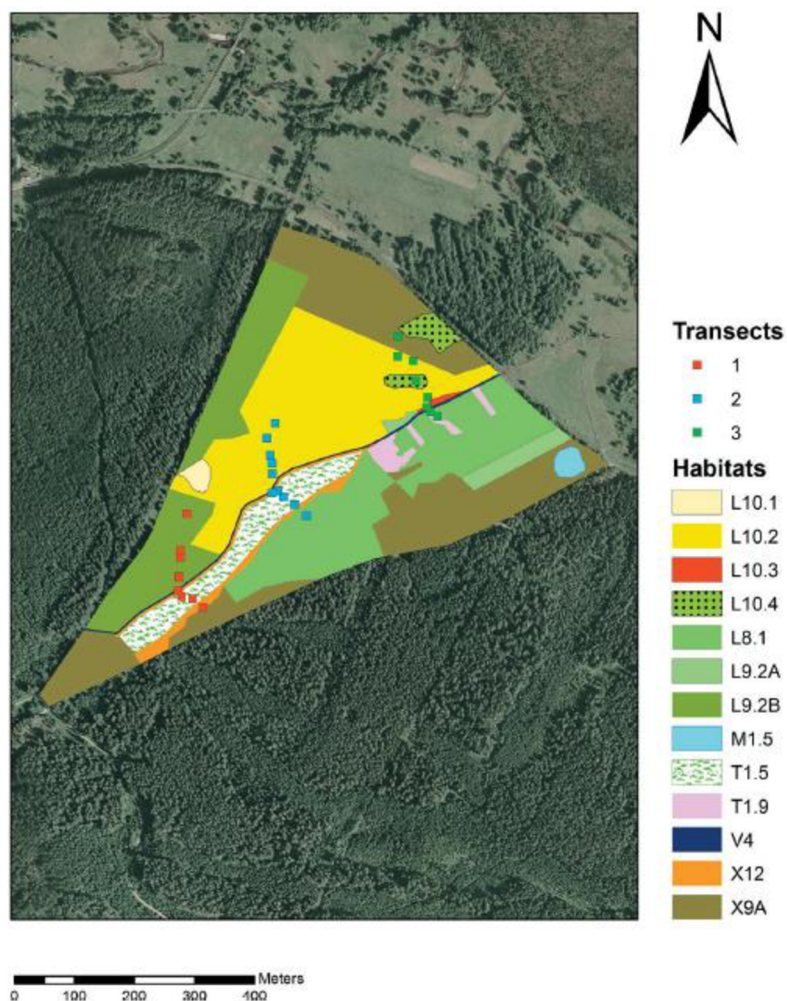 N
Transects
1
2
3
Habitats
L10.1
L10.2
L10.3
L10.4
L8.1
L9.2A
L9.2B
M1.5
T1.5
T1.9
V4
X12
X9A
Meters
0 100 200 300 400